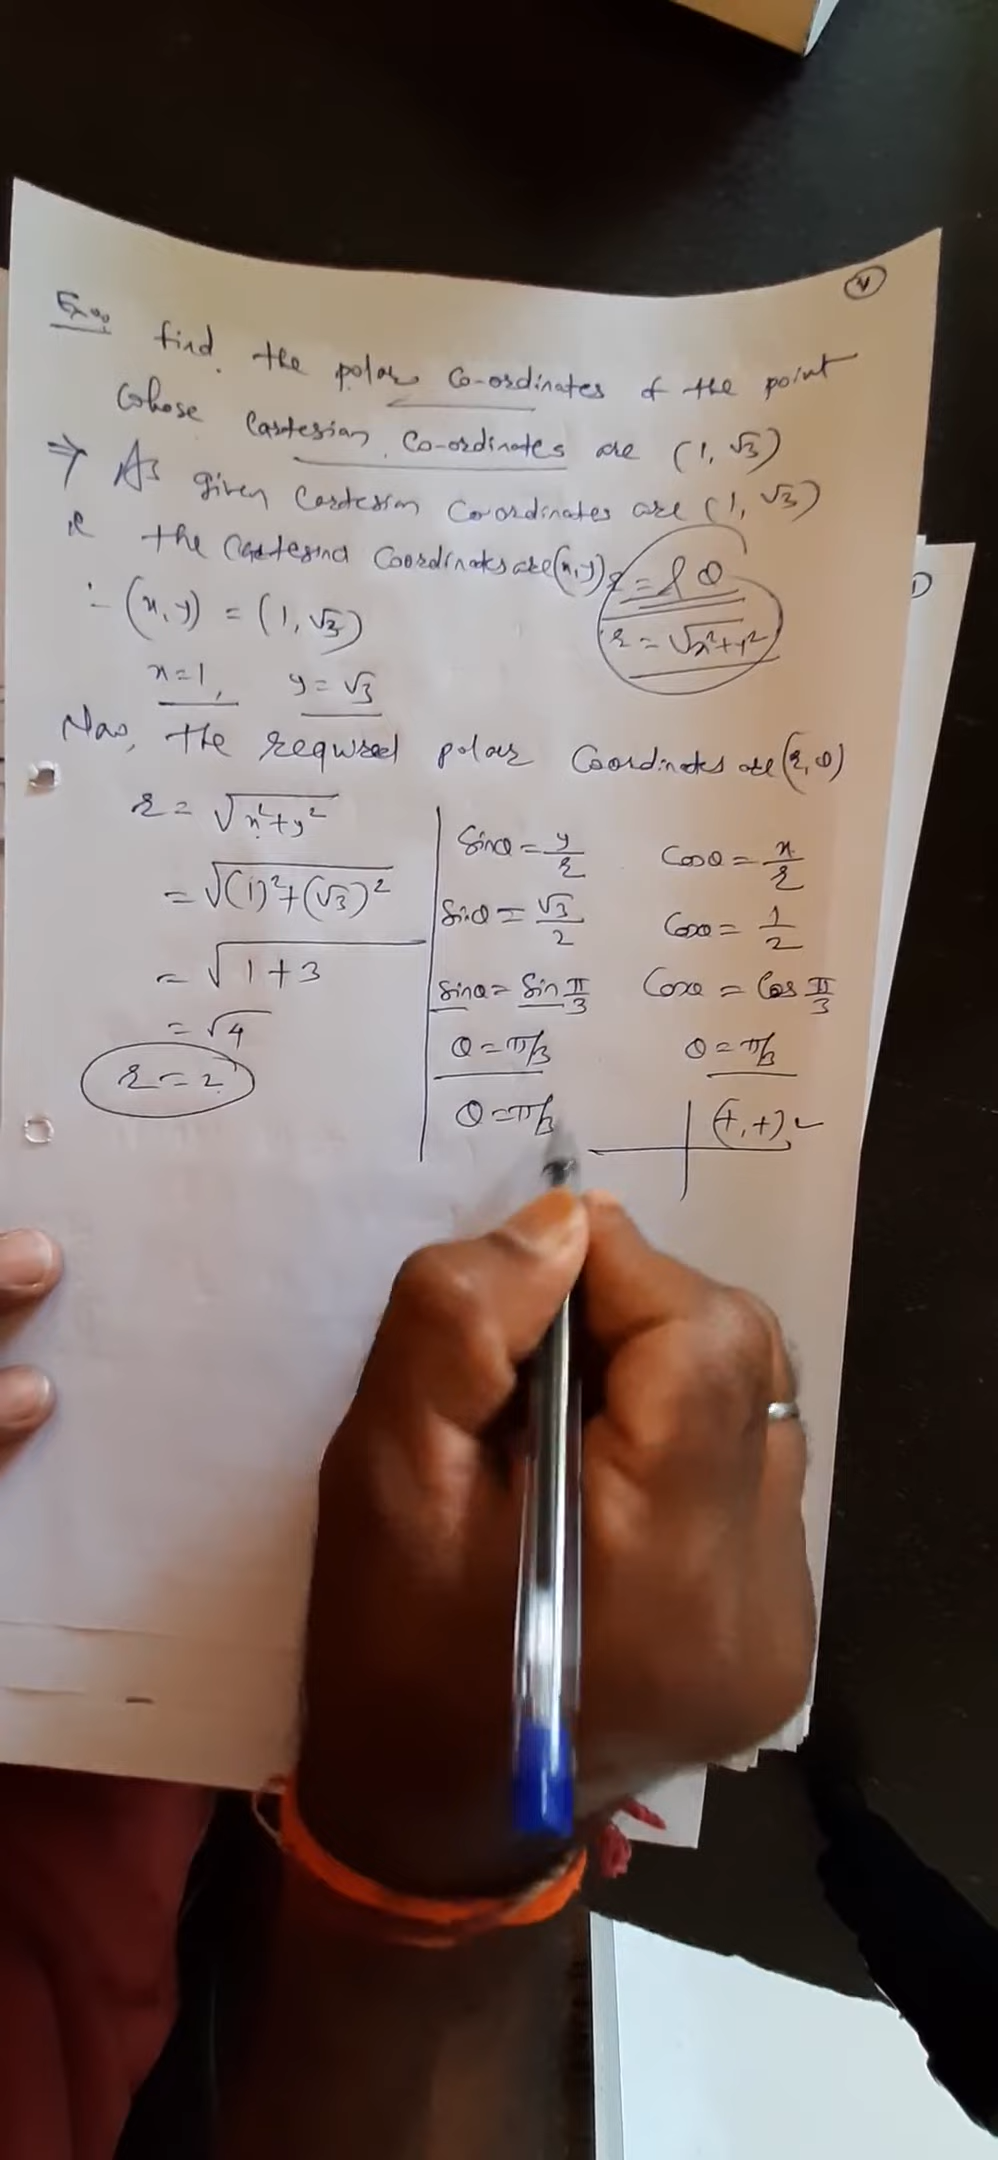 Ex.
find the polar co-ordinates of the point
whose Cartesian co-ordinates are (1, √3)
⇒ As given Cartesian Coordinates are (1, √3)
the Coordinates are (x, y)
r = & θ
r = √x²+y²
∴ (x, y) = (1, √3)
x = 1, y = √3
Now, the required polar Coordinates are (r, θ)
r = √x²+y²
= √(1)²+(√3)²
= √1+3
= √4
r = 2
Sinθ = y/r
Sinθ = √3/2
Sinθ = Sin π/3
θ = π/3
θ = π/3
Cosθ = x/r
Cosθ = 1/2
Cosθ = Cos π/3
θ = π/3
(+, +)